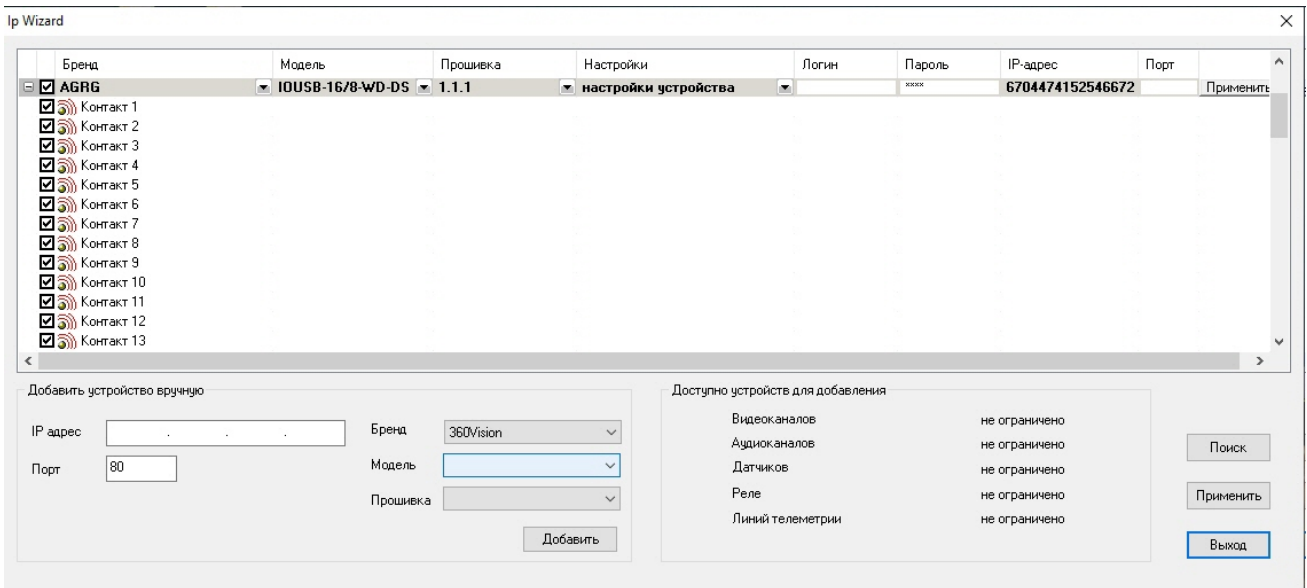 Ip Wizard
Бренд Модель Прошивка Настройки Логин Пароль IP-адрес Порт
AGRG IOUSB-16/8-WD-DS 1.1.1 настройки устройства **** 6704474152546672 Применить
Контакт 1
Контакт 2
Контакт 3
Контакт 4
Контакт 5
Контакт 6
Контакт 7
Контакт 8
Контакт 9
Контакт 10
Контакт 11
Контакт 12
Контакт 13
Добавить устройство вручную
IP адрес . . .
Порт 80
Бренд 360Vision
Модель
Прошивка
Добавить
Доступно устройств для добавления
Видеоканалов не ограничено
Аудиоканалов не ограничено
Датчиков не ограничено
Реле не ограничено
Линий телеметрии не ограничено
Поиск
Применить
Выход